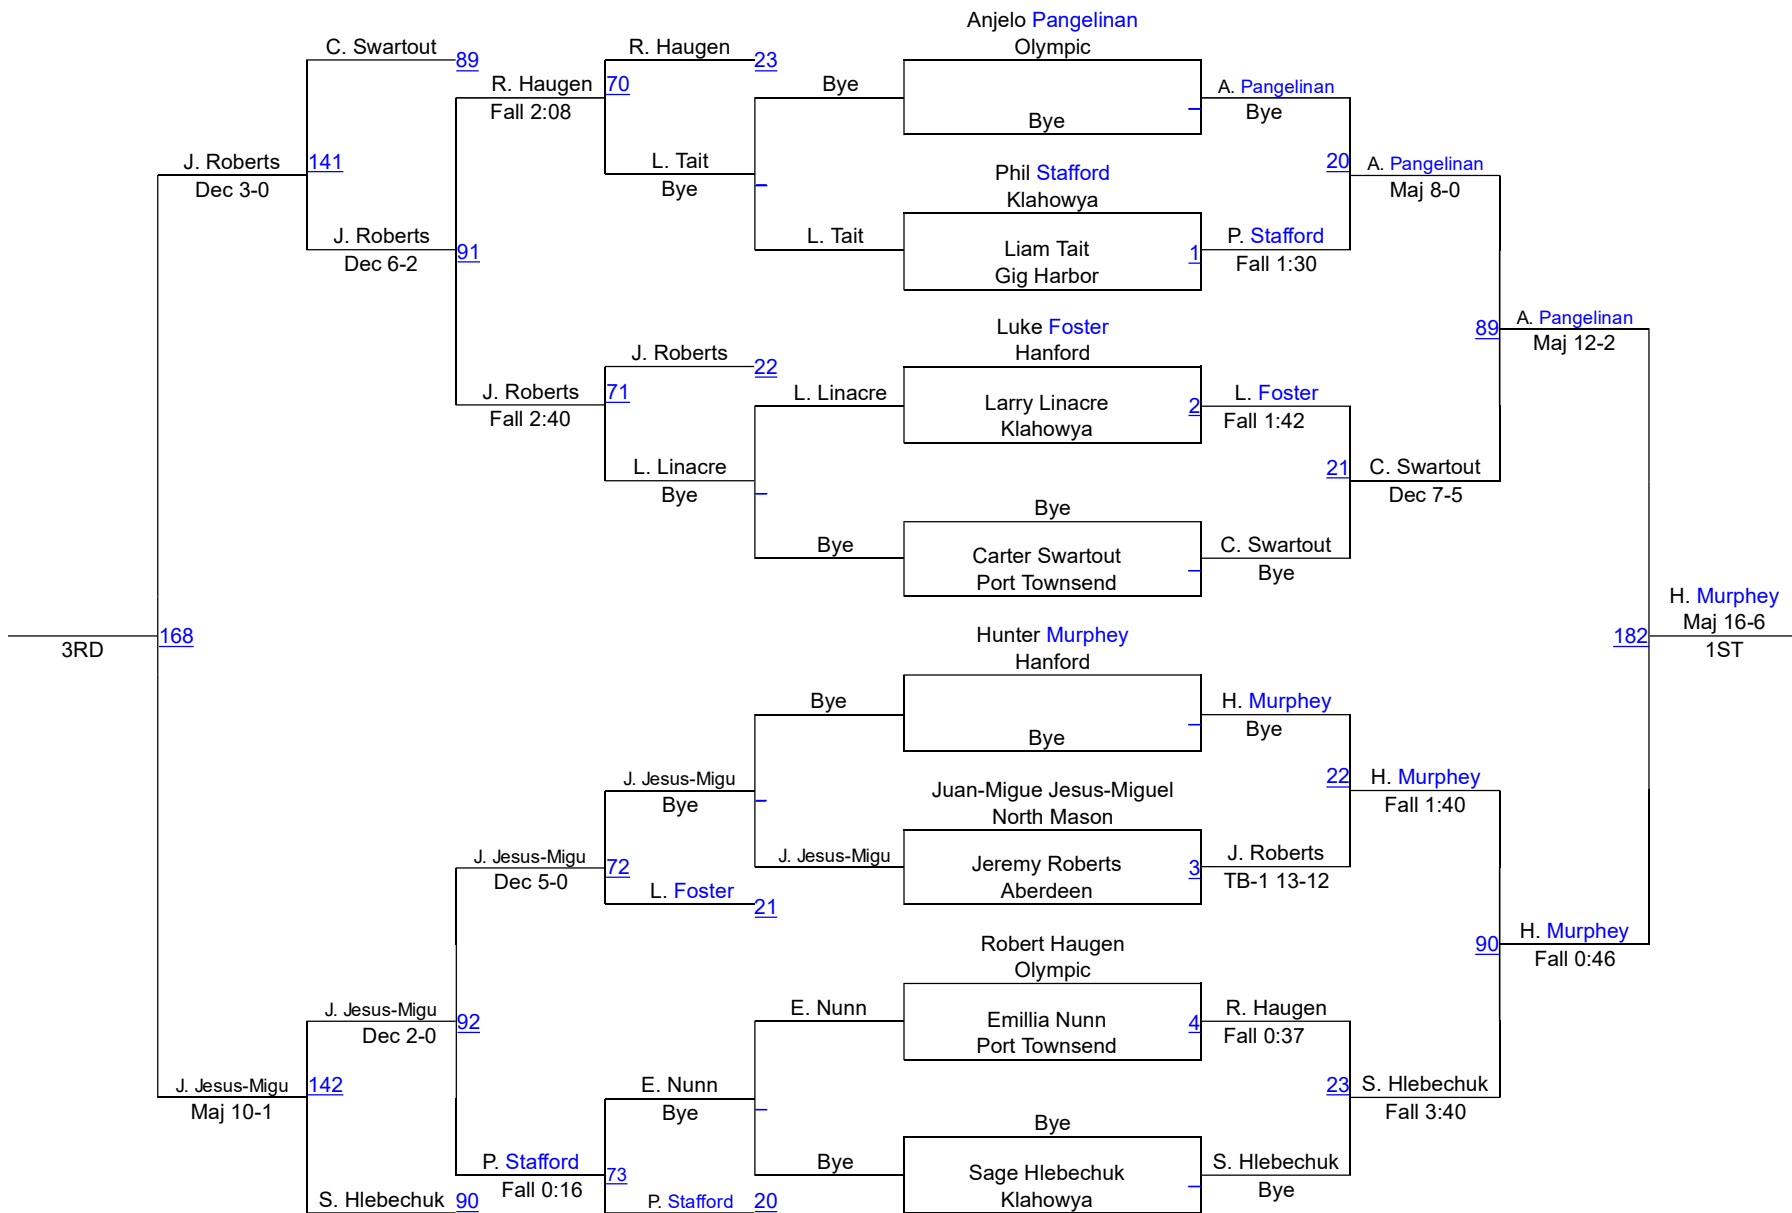 Anjelo Pangelinan
Olympic
C. Swartout
89
R. Haugen
23
R. Haugen
70
Fall 2:08
Bye
Bye
A. Pangelinan
Bye
J. Roberts
141
Dec 3-0
L. Tait
Bye
Phil Stafford
Klahowya
20
A. Pangelinan
Maj 8-0
J. Roberts
91
Dec 6-2
L. Tait
Liam Tait
Gig Harbor
1
P. Stafford
Fall 1:30
Luke Foster
Hanford
89
A. Pangelinan
Maj 12-2
J. Roberts
22
J. Roberts
71
Fall 2:40
L. Linacre
Larry Linacre
Klahowya
2
L. Foster
Fall 1:42
L. Linacre
Bye
21
C. Swartout
Dec 7-5
Bye
Bye
Carter Swartout
Port Townsend
C. Swartout
Bye
3RD
168
Hunter Murphey
Hanford
182
H. Murphey
Maj 16-6
1ST
Bye
Bye
H. Murphey
Bye
J. Jesus-Migu
Bye
Juan-Migue Jesus-Miguel
North Mason
22
H. Murphey
Fall 1:40
J. Jesus-Migu
72
Dec 5-0
J. Jesus-Migu
Jeremy Roberts
Aberdeen
3
J. Roberts
TB-1 13-12
L. Foster
21
Robert Haugen
Olympic
90
H. Murphey
Fall 0:46
J. Jesus-Migu
92
Dec 2-0
E. Nunn
Emillia Nunn
Port Townsend
4
R. Haugen
Fall 0:37
J. Jesus-Migu
142
Maj 10-1
E. Nunn
Bye
23
S. Hlebechuk
Fall 3:40
Bye
P. Stafford
73
Fall 0:16
Bye
Sage Hlebechuk
Klahowya
S. Hlebechuk
Bye
S. Hlebechuk
90
P. Stafford
20